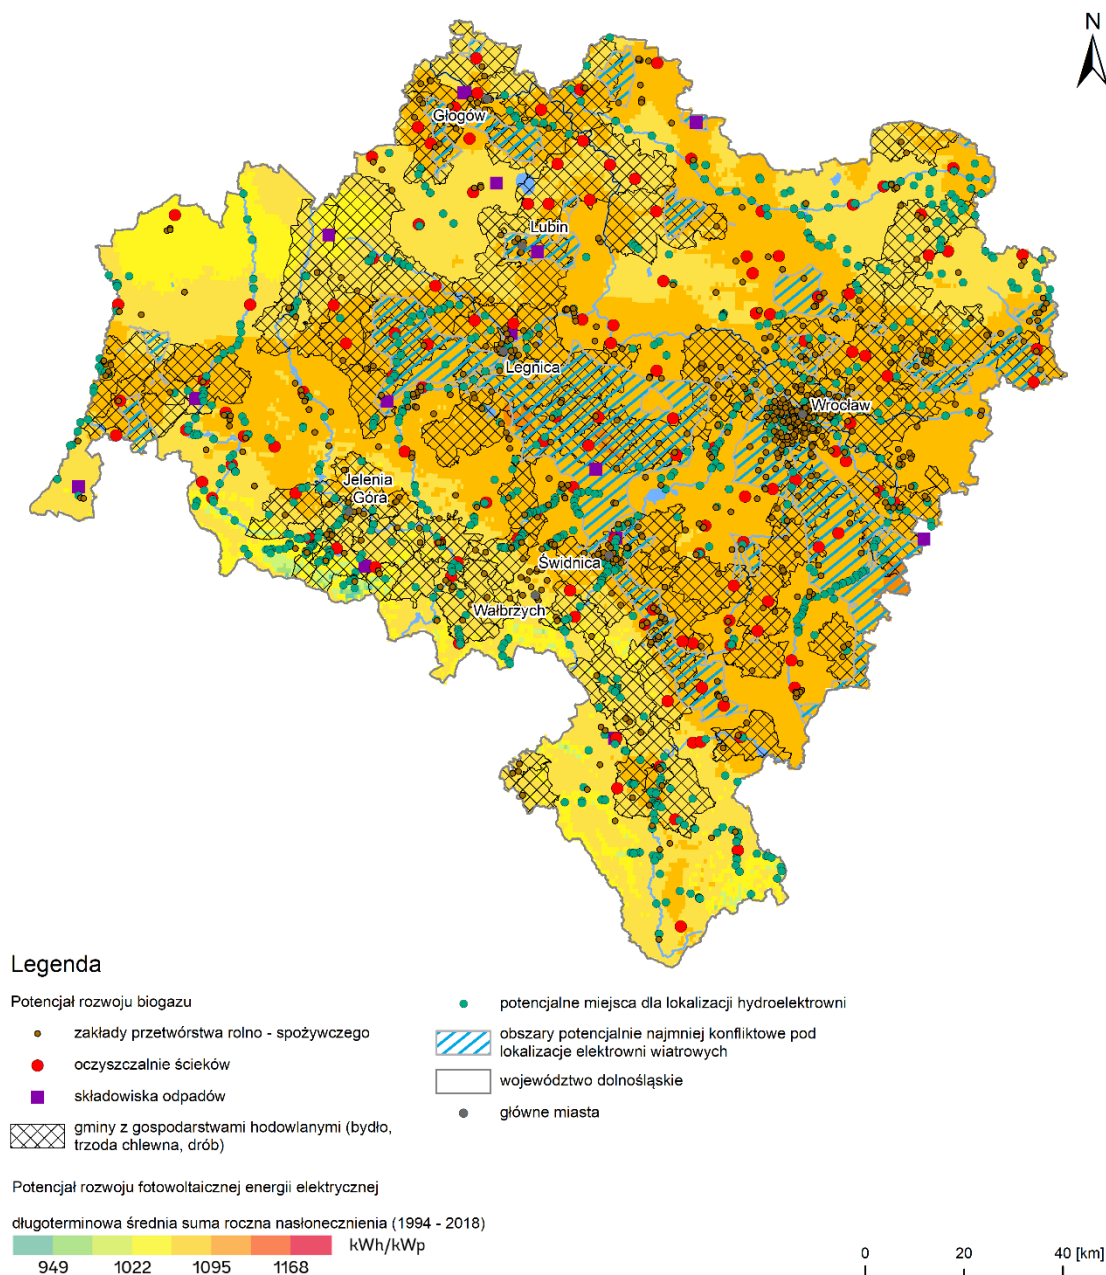 N
Głogów
Lubin
Legnica
Wrocław
Jelenia
Góra
Świdnica
Wałbrzych
Legenda
Potencjał rozwoju biogazu
zakłady przetwórstwa rolno - spożywczego
oczyszczalnie ścieków
składowiska odpadów
gminy z gospodarstwami hodowlanymi (bydło,
trzoda chlewna, drób)
potencjalne miejsca dla lokalizacji hydroelektrowni
obszary potencjalnie najmniej konfliktowe pod
lokalizacje elektrowni wiatrowych
województwo dolnośląskie
główne miasta
Potencjał rozwoju fotowoltaicznej energii elektrycznej
długoterminowa średnia suma roczna nasłonecznienia (1994 - 2018)
kWh/kWp
949 1022 1095 1168
0 20 40 [km]